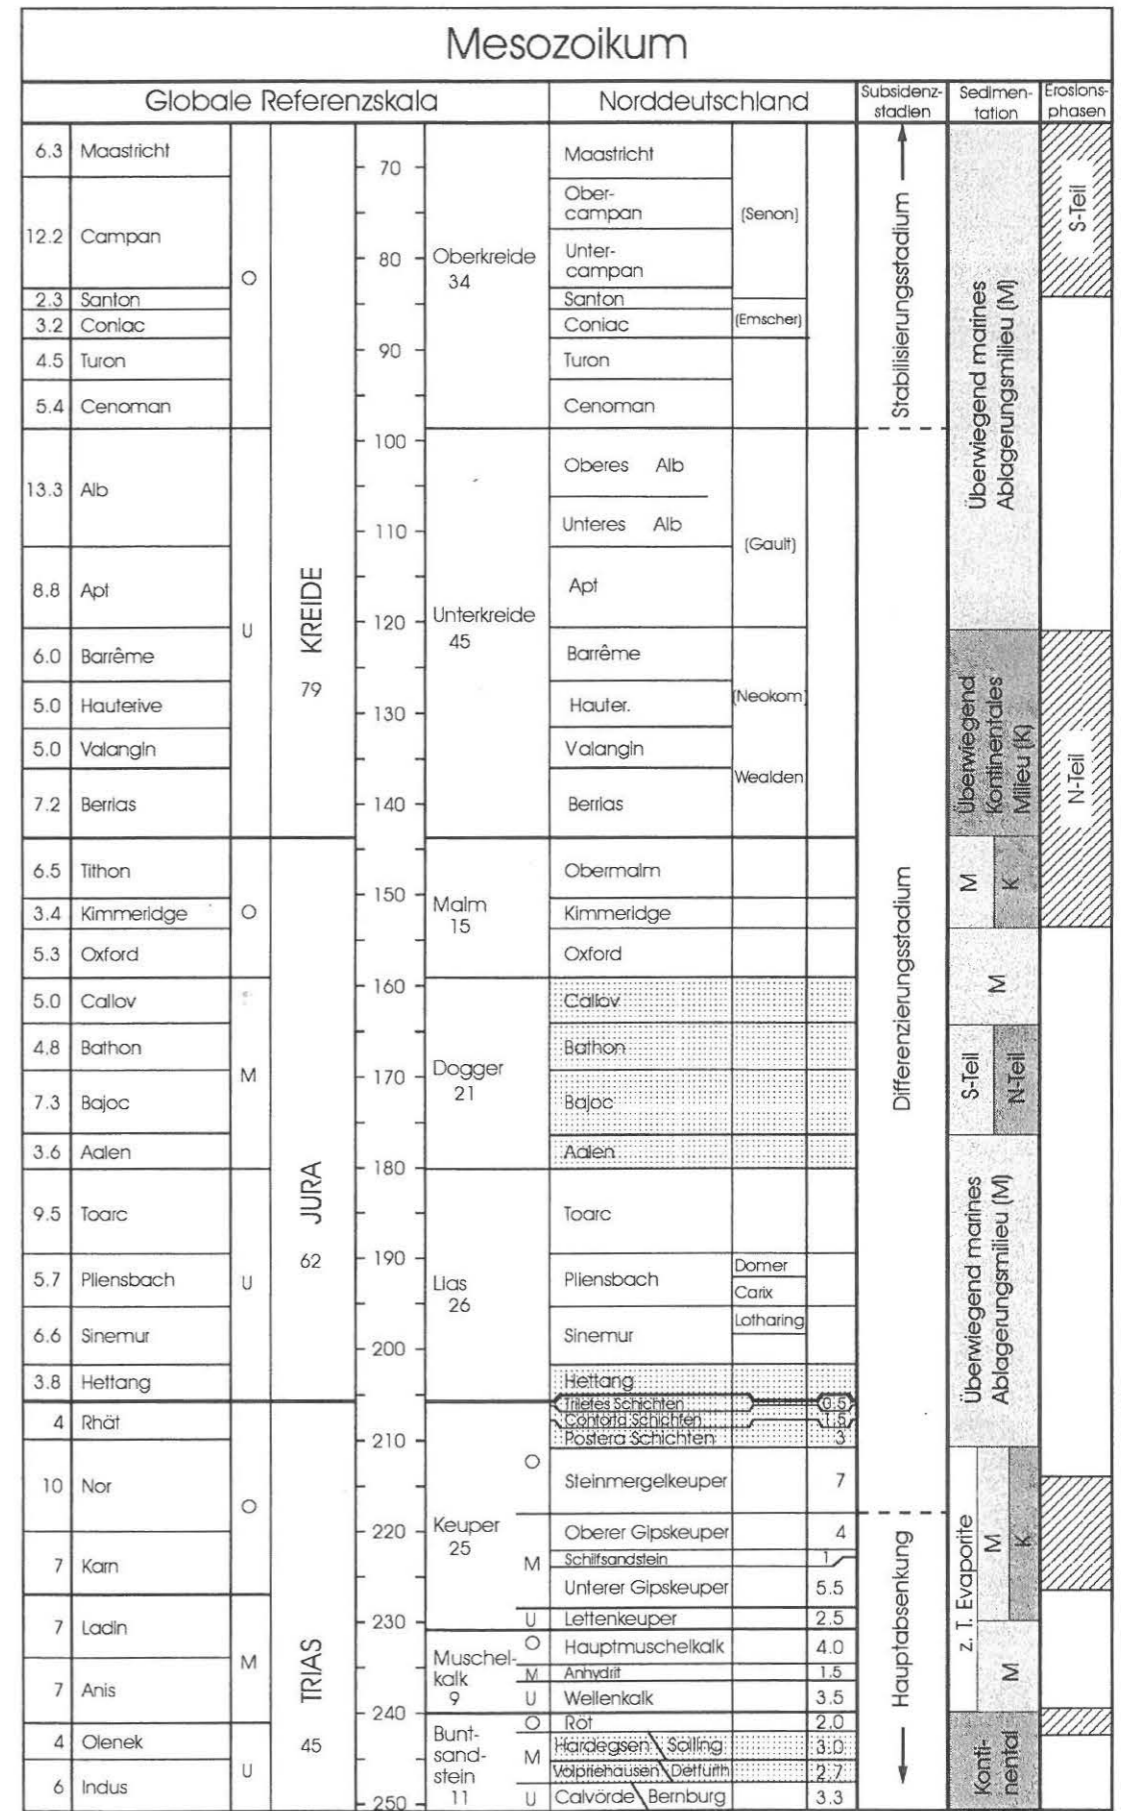 Mesozoikum
Globale Referenzskala
Norddeutschland
Subsidenz-
stadien
Sedimen-
tation
Erosions-
phasen
6.3 Maastricht
12.2 Campan
2.3 Santon
3.2 Coniac
4.5 Turon
5.4 Cenoman
13.3 Alb
8.8 Apt
6.0 Barrême
5.0 Hauterive
5.0 Valangin
7.2 Berrias
6.5 Tithon
3.4 Kimmeridge
5.3 Oxford
5.0 Callov
4.8 Bathon
7.3 Bajoc
3.6 Aalen
9.5 Toarc
5.7 Pliensbach
6.6 Sinemur
3.8 Hettang
4 Rhät
10 Nor
7 Karn
7 Ladin
7 Anis
4 Olenek
6 Indus
O
U
O
M
U
O
M
U
KREIDE
79
JURA
62
TRIAS
45
70
80
90
100
110
120
130
140
150
160
170
180
190
200
210
220
230
240
250
Oberkreide
34
Unterkreide
45
Malm
15
Dogger
21
Lias
26
Keuper
25
Muschel-
kalk
9
Bunt-
sand-
stein
11
O
M
U
O
M
U
O
M
U
Maastricht
Ober-
campan
Unter-
campan
Santon
Coniac
Turon
Cenoman
Oberes Alb
Unteres Alb
Apt
Barrême
Hauter.
Valangin
Berrias
Obermalm
Kimmeridge
Oxford
Callov
Bathon
Bajoc
Aalen
Toarc
Pliensbach
Sinemur
Hettang
Triletes Schichten 0.5
Contorta Schichten 1.5
Postera Schichten 3
Steinmergelkeuper 7
Oberer Gipskeuper 4
Schilfsandstein 1
Unterer Gipskeuper 5.5
Lettenkeuper 2.5
Hauptmuschelkalk 4.0
Anhydrit 1.5
Wellenkalk 3.5
Röt 2.0
Hardegsen Solling 3.0
Volpriehausen Detfurth 2.7
Calvörde Bernburg 3.3
(Senon)
(Emscher)
(Gault)
(Neokom)
Wealden
Domer
Carix
Lotharing
Stabilisierungsstadium
Differenzierungsstadium
Hauptabsenkung
Überwiegend marines
Ablagerungsmilieu (M)
Überwiegend
Kontinentales
Milieu (K)
M
K
M
S-Teil
N-Teil
Überwiegend marines
Ablagerungsmilieu (M)
z. T. Evaporite
M
K
M
Konti-
nental
S-Teil
N-Teil